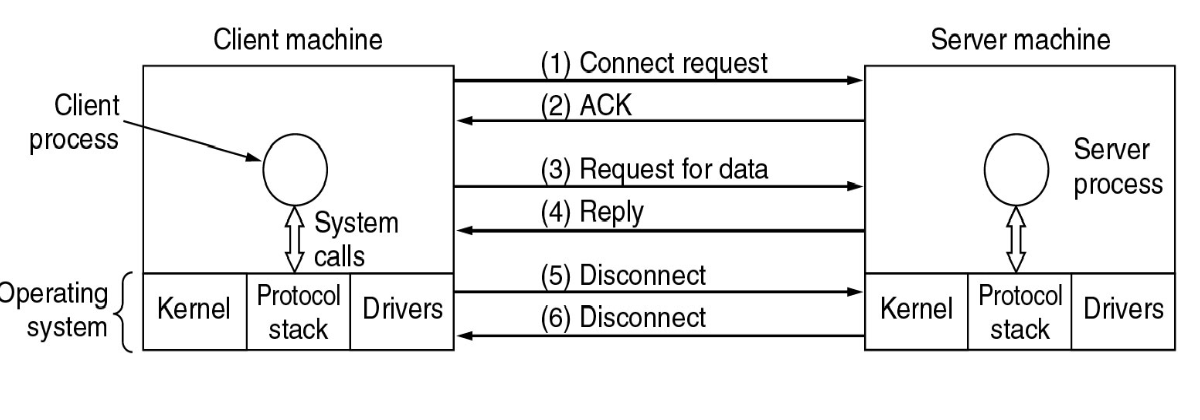 Client machine
Server machine
(1) Connect request
(2) ACK
Client
process
(3) Request for data
Server
process
(4) Reply
System
calls
(5) Disconnect
(6) Disconnect
Operating
system
Kernel
Protocol
stack
Drivers
Kernel
Protocol
stack
Drivers